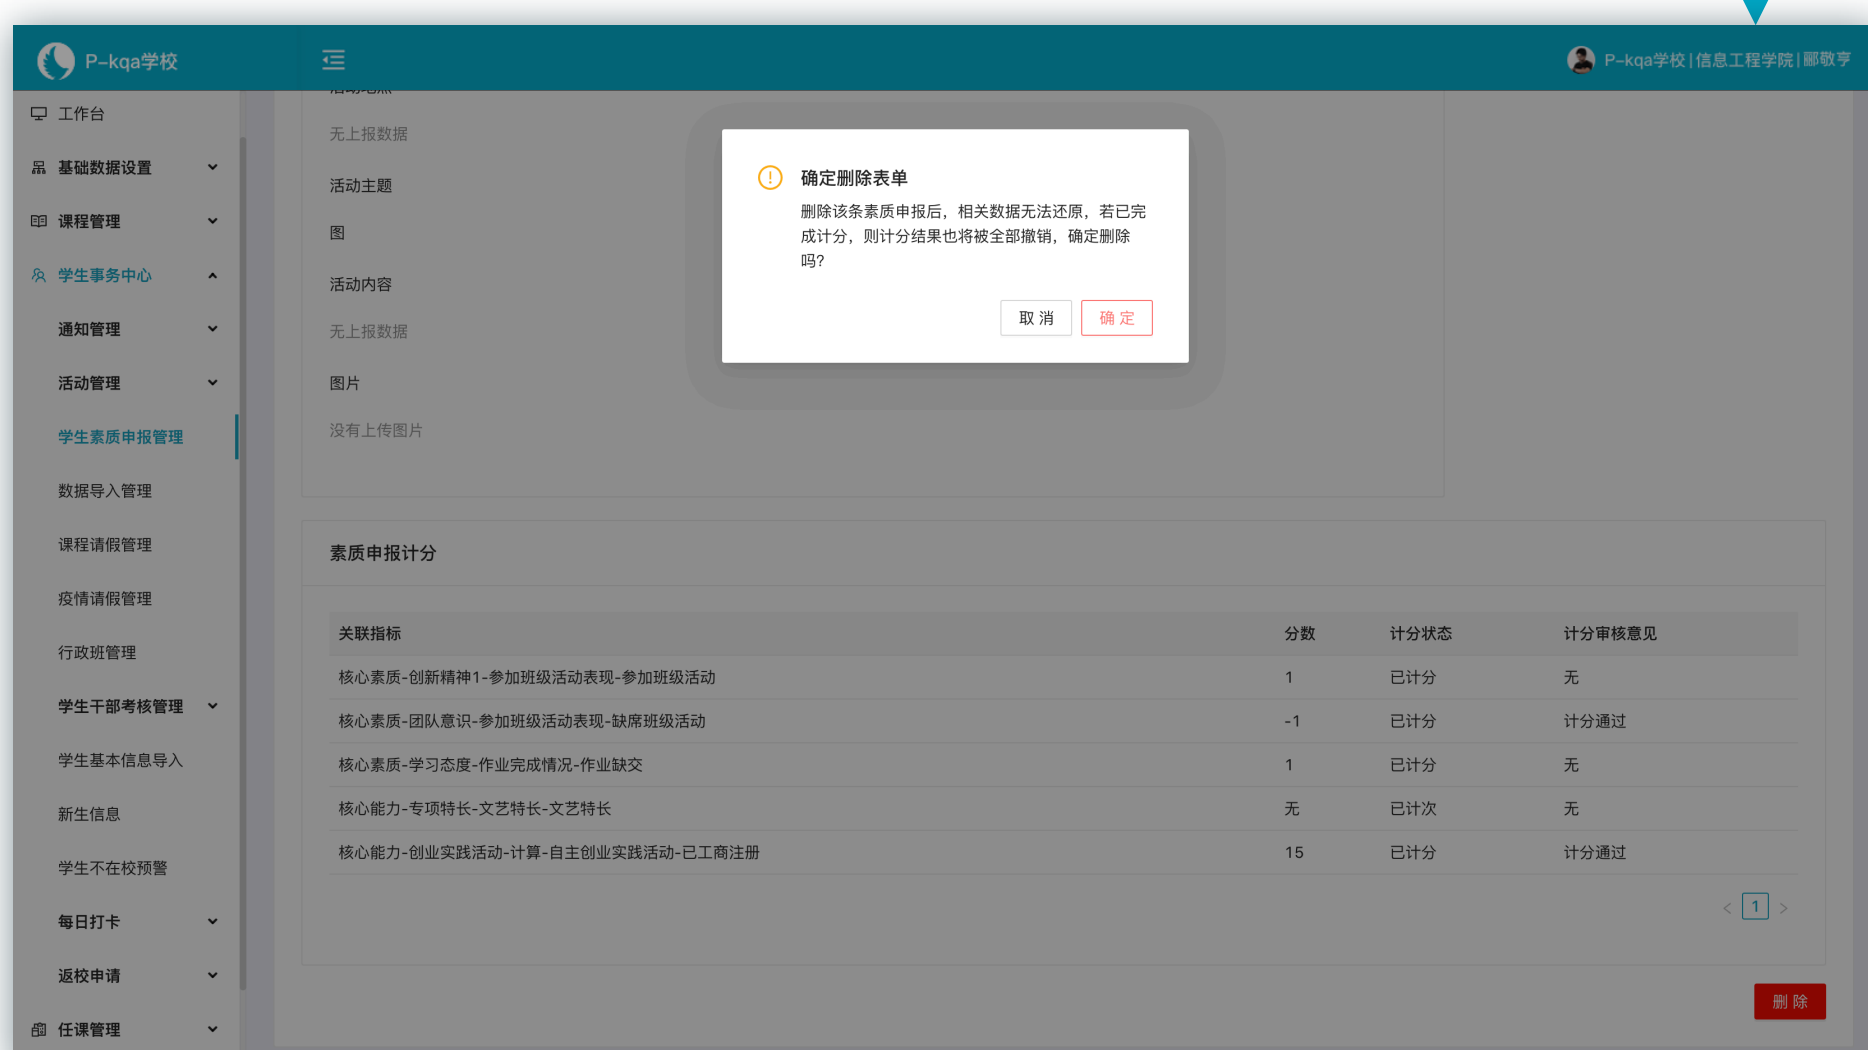 P-kqa学校
P-kqa学校|信息工程学院|郦敬亨
工作台
基础数据设置
课程管理
学生事务中心
通知管理
活动管理
学生素质申报管理
数据导入管理
课程请假管理
疫情请假管理
行政班管理
学生干部考核管理
学生基本信息导入
新生信息
学生不在校预警
每日打卡
返校申请
任课管理
活动地点
无上报数据
活动主题
图
活动内容
无上报数据
图片
没有上传图片
确定删除表单
删除该条素质申报后，相关数据无法还原，若已完
成计分，则计分结果也将被全部撤销，确定删除
吗?
取 消 确 定
素质申报计分
关联指标 分数 计分状态 计分审核意见
核心素质-创新精神1-参加班级活动表现-参加班级活动 1 已计分 无
核心素质-团队意识-参加班级活动表现-缺席班级活动 -1 已计分 计分通过
核心素质-学习态度-作业完成情况-作业缺交 1 已计分 无
核心能力-专项特长-文艺特长-文艺特长 无 已计次 无
核心能力-创业实践活动-计算-自主创业实践活动-已工商注册 15 已计分 计分通过
< 1 >
删 除